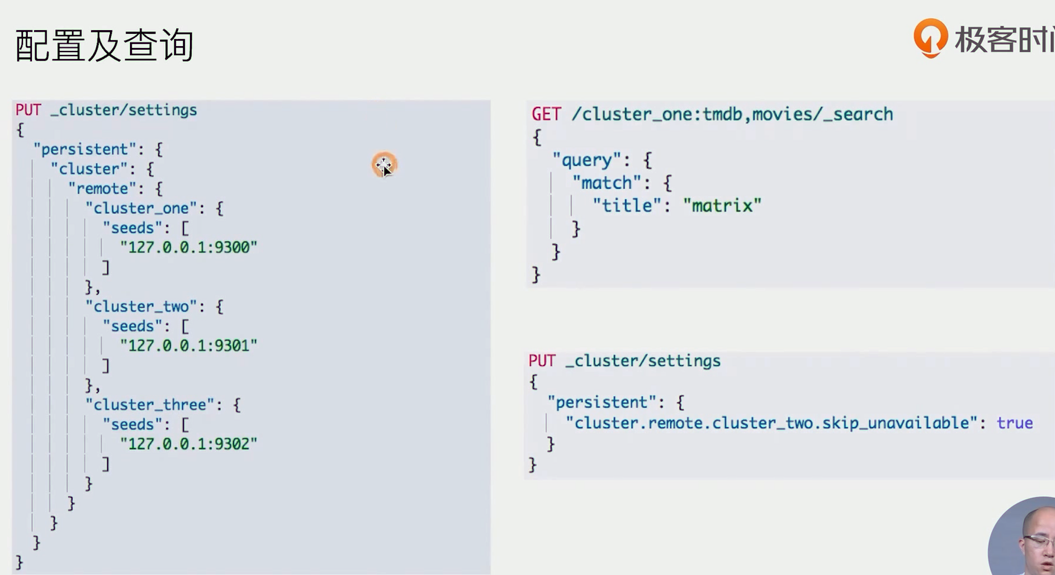 配置及查询
极客时间
PUT _cluster/settings
{
"persistent": {
"cluster": {
"remote": {
"cluster_one": {
"seeds": [
"127.0.0.1:9300"
]
},
"cluster_two": {
"seeds": [
"127.0.0.1:9301"
]
},
"cluster_three": {
"seeds": [
"127.0.0.1:9302"
]
}
}
}
}
}
GET /cluster_one:tmdb,movies/_search
{
"query": {
"match": {
"title": "matrix"
}
}
}
PUT _cluster/settings
{
"persistent": {
"cluster.remote.cluster_two.skip_unavailable": true
}
}